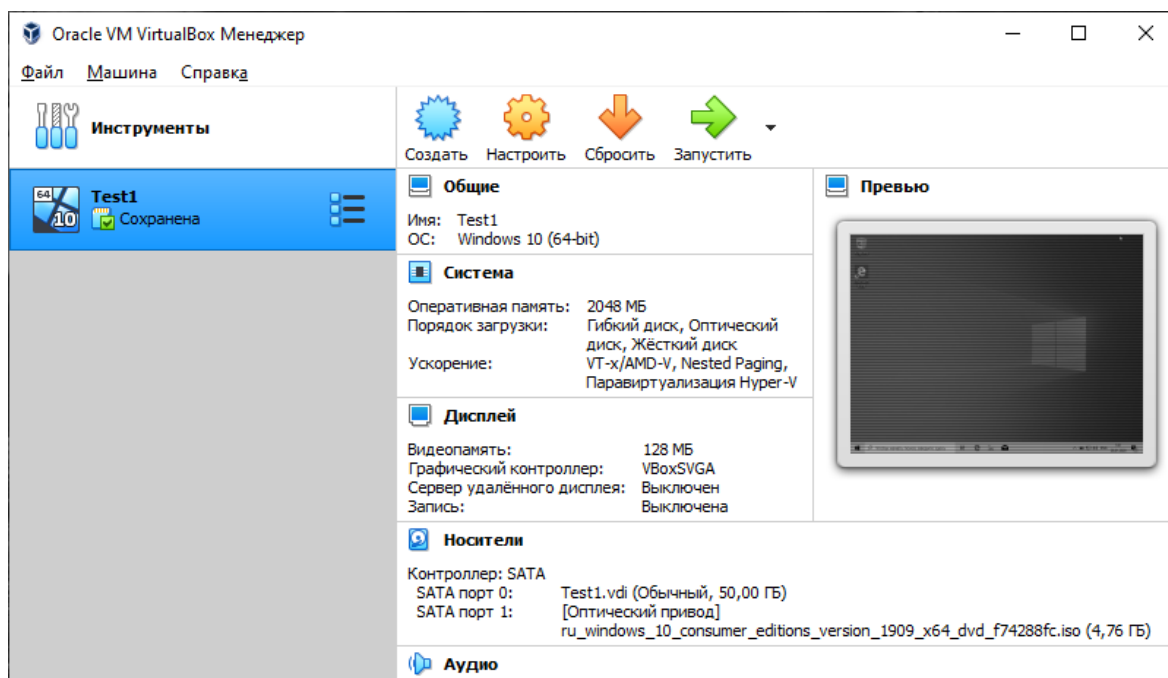 Oracle VM VirtualBox Менеджер
Файл Машина Справка
Инструменты
Создать Настроить Сбросить Запустить
64
10
Test1
Сохранена
Общие
Имя: Test1
ОС: Windows 10 (64-bit)
Система
Оперативная память: 2048 МБ
Порядок загрузки: Гибкий диск, Оптический
диск, Жёсткий диск
Ускорение: VT-x/AMD-V, Nested Paging,
Паравиртуализация Hyper-V
Дисплей
Видеопамять: 128 МБ
Графический контроллер: VBoxSVGA
Сервер удалённого дисплея: Выключен
Запись: Выключена
Превью
Носители
Контроллер: SATA
SATA порт 0: Test1.vdi (Обычный, 50,00 ГБ)
SATA порт 1: [Оптический привод]
ru_windows_10_consumer_editions_version_1909_x64_dvd_f74288fc.iso (4,76 ГБ)
Аудио